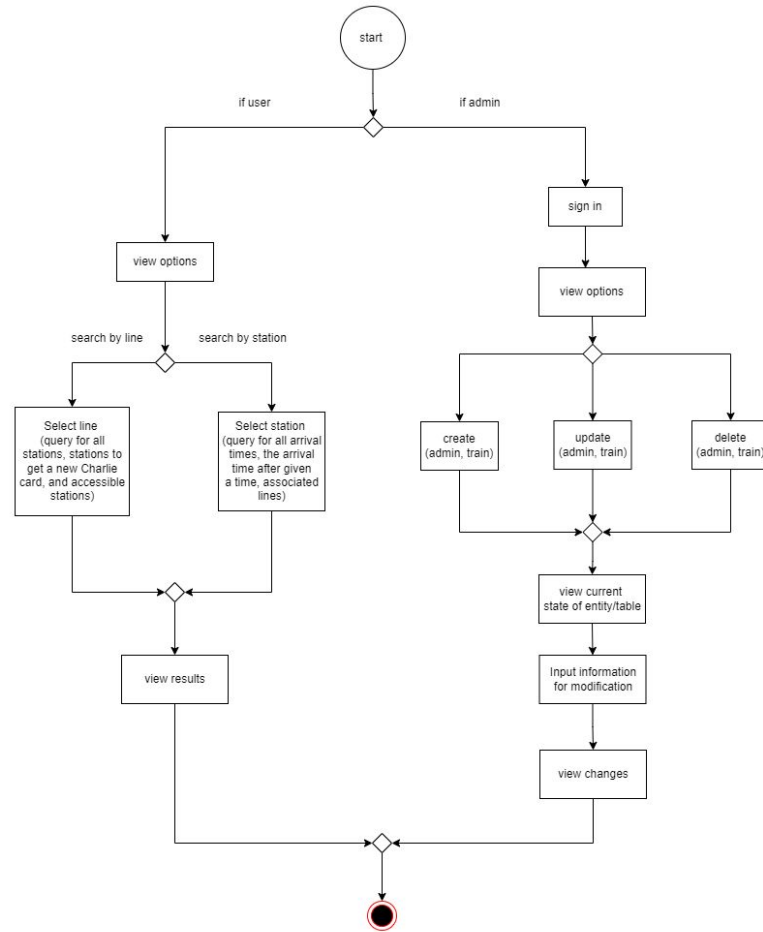 start
if user
if admin
sign in
view options
view options
search by line
search by station
Select line
(query for all
stations, stations to
get a new Charlie
card, and accessible
stations)
Select station
(query for all arrival
times, the arrival
time after given
a time, associated
lines)
create
(admin, train)
update
(admin, train)
delete
(admin, train)
view current
state of entity/table
view results
Input information
for modification
view changes